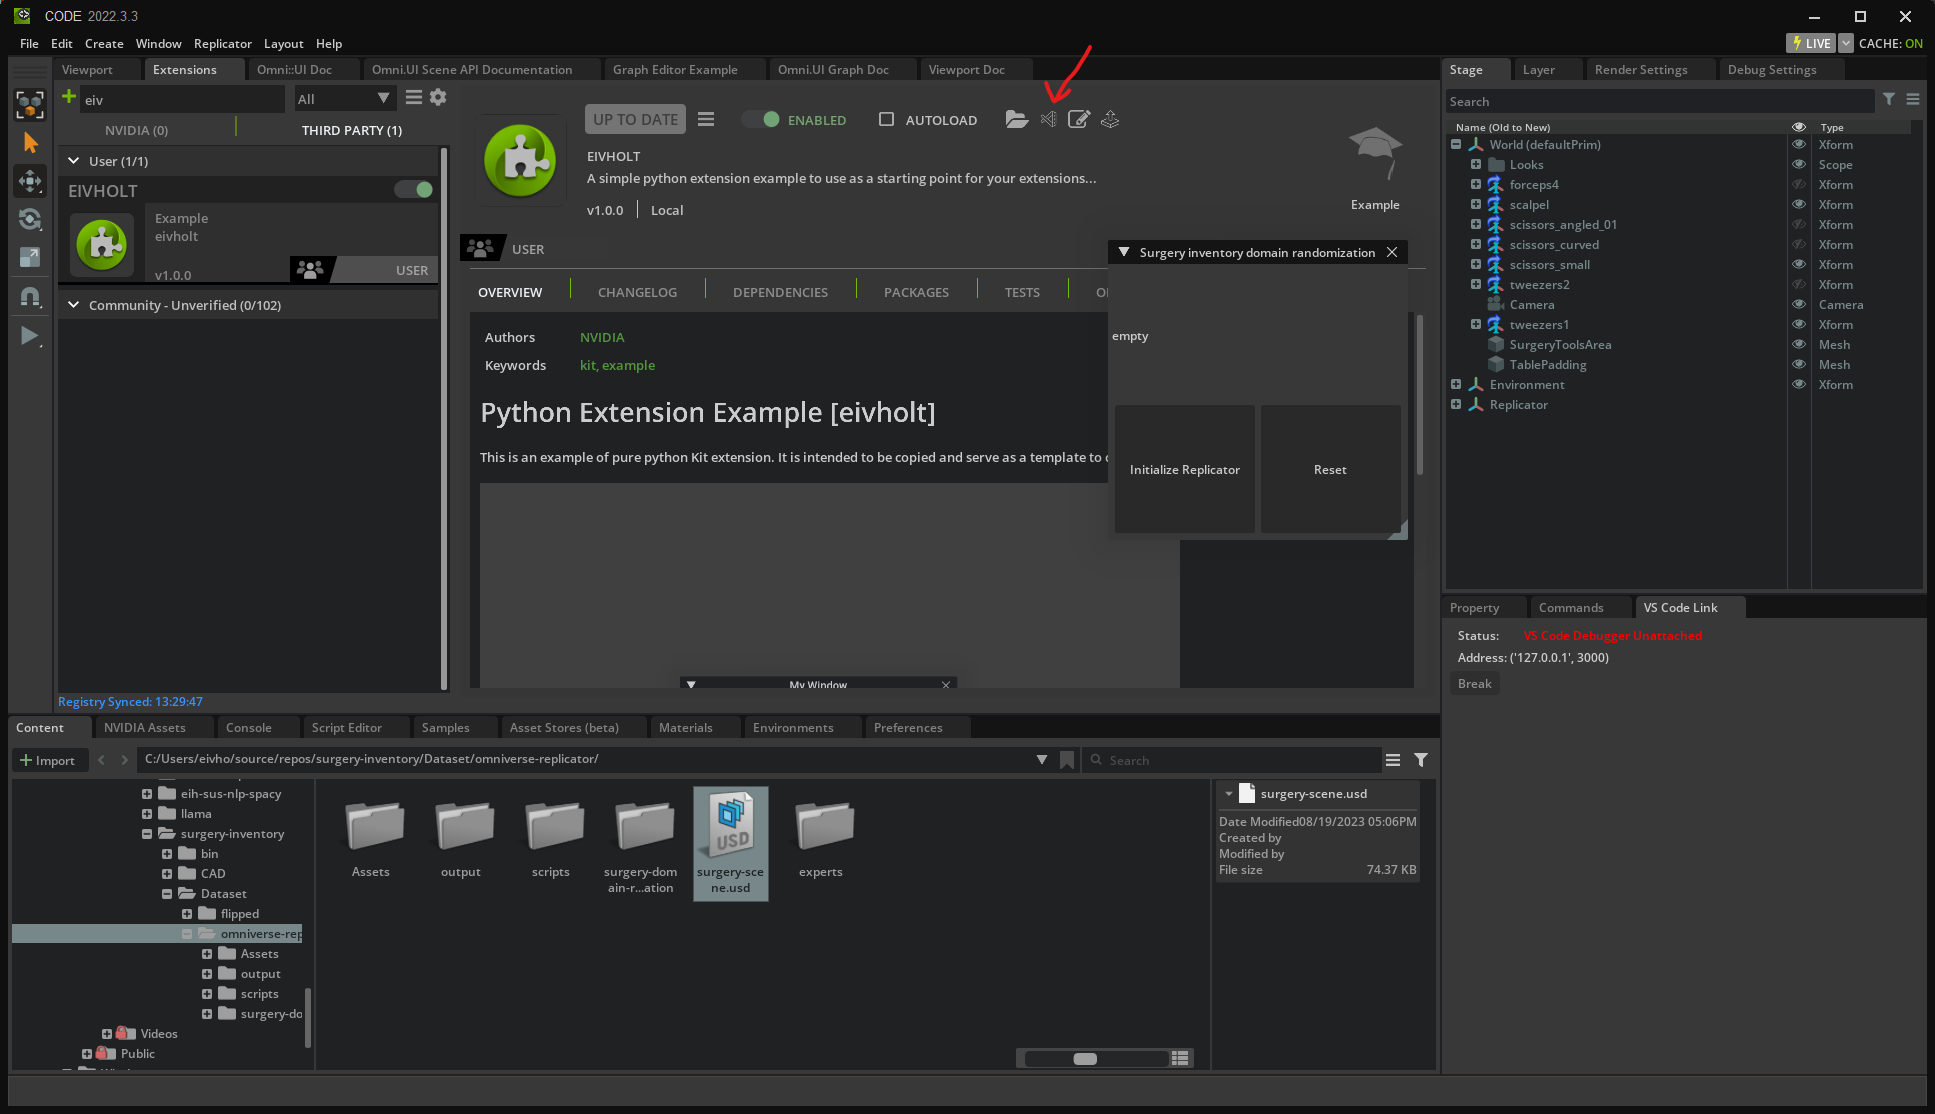 CODE 2022.3.3
File Edit Create Window Replicator Layout Help
LIVE CACHE: ON
Viewport Extensions Omni::UI Doc Omni.UI Scene API Documentation Graph Editor Example Omni.UI Graph Doc Viewport Doc
eiv All
NVIDIA (0) THIRD PARTY (1)
User (1/1)
EIVHOLT
Example
eivholt
v1.0.0 USER
Community - Unverified (0/102)
Registry Synced: 13:29:47
UP TO DATE ENABLED AUTOLOAD
EIVHOLT
A simple python extension example to use as a starting point for your extensions...
v1.0.0 Local
Example
USER
OVERVIEW CHANGELOG DEPENDENCIES PACKAGES TESTS
Authors NVIDIA
Keywords kit, example
Python Extension Example [eivholt]
This is an example of pure python Kit extension. It is intended to be copied and serve as a template to
My Window
Surgery inventory domain randomization
empty
Initialize Replicator Reset
Stage Layer Render Settings Debug Settings
Search
Name (Old to New) Type
World (defaultPrim) Xform
Looks Scope
forceps4 Xform
scalpel Xform
scissors_angled_01 Xform
scissors_curved Xform
scissors_small Xform
tweezers2 Xform
Camera Camera
tweezers1 Xform
SurgeryToolsArea Mesh
TablePadding Mesh
Environment Xform
Replicator
Property Commands VS Code Link
Status: VS Code Debugger Unattached
Address: ('127.0.0.1', 3000)
Break
Content NVIDIA Assets Console Script Editor Samples Asset Stores (beta) Materials Environments Preferences
Import C:/Users/eivho/source/repos/surgery-inventory/Dataset/omniverse-replicator/ Search
eih-sus-nlp-spacy
llama
surgery-inventory
bin
CAD
Dataset
flipped
omniverse-rep
Assets
output
scripts
surgery-do
Videos
Public
Assets output scripts surgery-dom
ain-r...ation surgery-sce
ne.usd experts
USD
surgery-scene.usd
Date Modified08/19/2023 05:06PM
Created by
Modified by
File size 74.37 KB